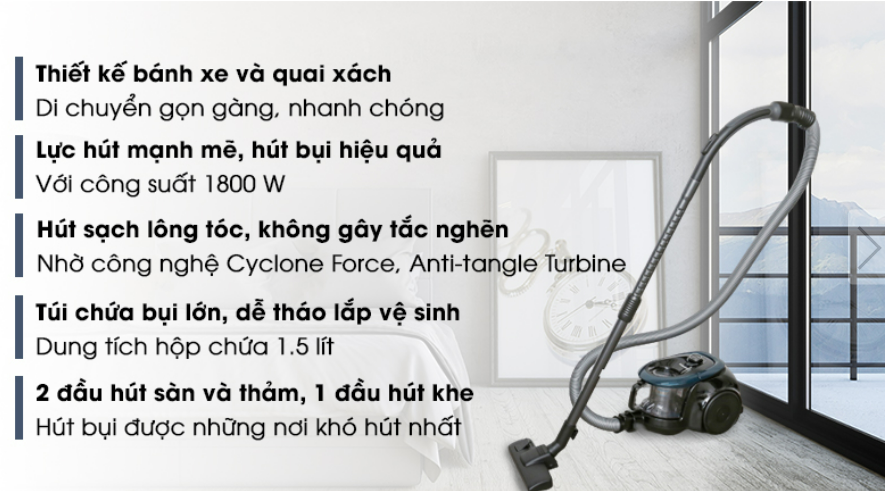 Thiết kế bánh xe và quai xách
Di chuyển gọn gàng, nhanh chóng
Lực hút mạnh mẽ, hút bụi hiệu quả
Với công suất 1800 W
Hút sạch lông tóc, không gây tắc nghẽn
Nhờ công nghệ Cyclone Force, Anti-tangle Turbine
Túi chứa bụi lớn, dễ tháo lắp vệ sinh
Dung tích hộp chứa 1.5 lít
2 đầu hút sàn và thảm, 1 đầu hút khe
Hút bụi được những nơi khó hút nhất